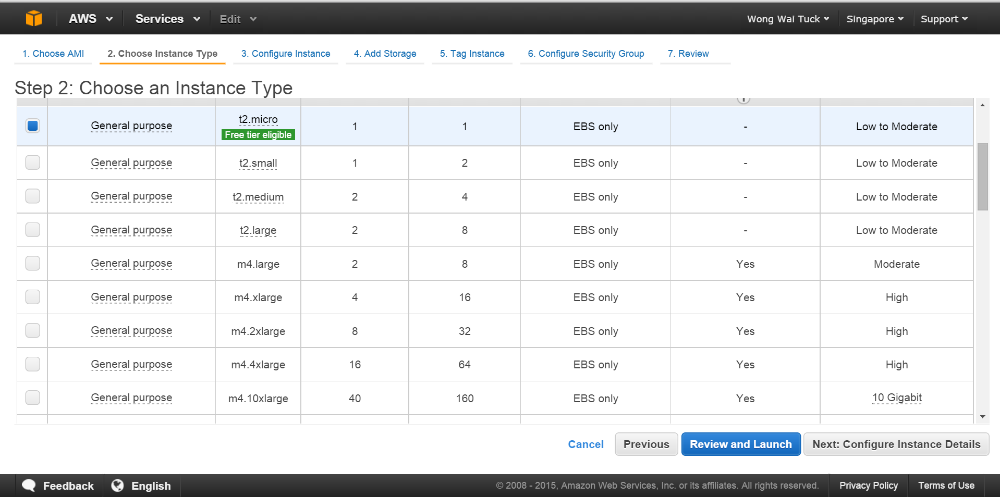 AWS Services Edit Wong Wai Tuck Singapore Support
1. Choose AMI 2. Choose Instance Type 3. Configure Instance 4. Add Storage 5. Tag Instance 6. Configure Security Group 7. Review
Step 2: Choose an Instance Type
General purpose t2.micro 1 1 EBS only - Low to Moderate
Free tier eligible
General purpose t2.small 1 2 EBS only - Low to Moderate
General purpose t2.medium 2 4 EBS only - Low to Moderate
General purpose t2.large 2 8 EBS only - Low to Moderate
General purpose m4.large 2 8 EBS only Yes Moderate
General purpose m4.xlarge 4 16 EBS only Yes High
General purpose m4.2xlarge 8 32 EBS only Yes High
General purpose m4.4xlarge 16 64 EBS only Yes High
General purpose m4.10xlarge 40 160 EBS only Yes 10 Gigabit
Cancel Previous Review and Launch Next: Configure Instance Details
Feedback English © 2008 - 2015, Amazon Web Services, Inc. or its affiliates. All rights reserved. Privacy Policy Terms of Use